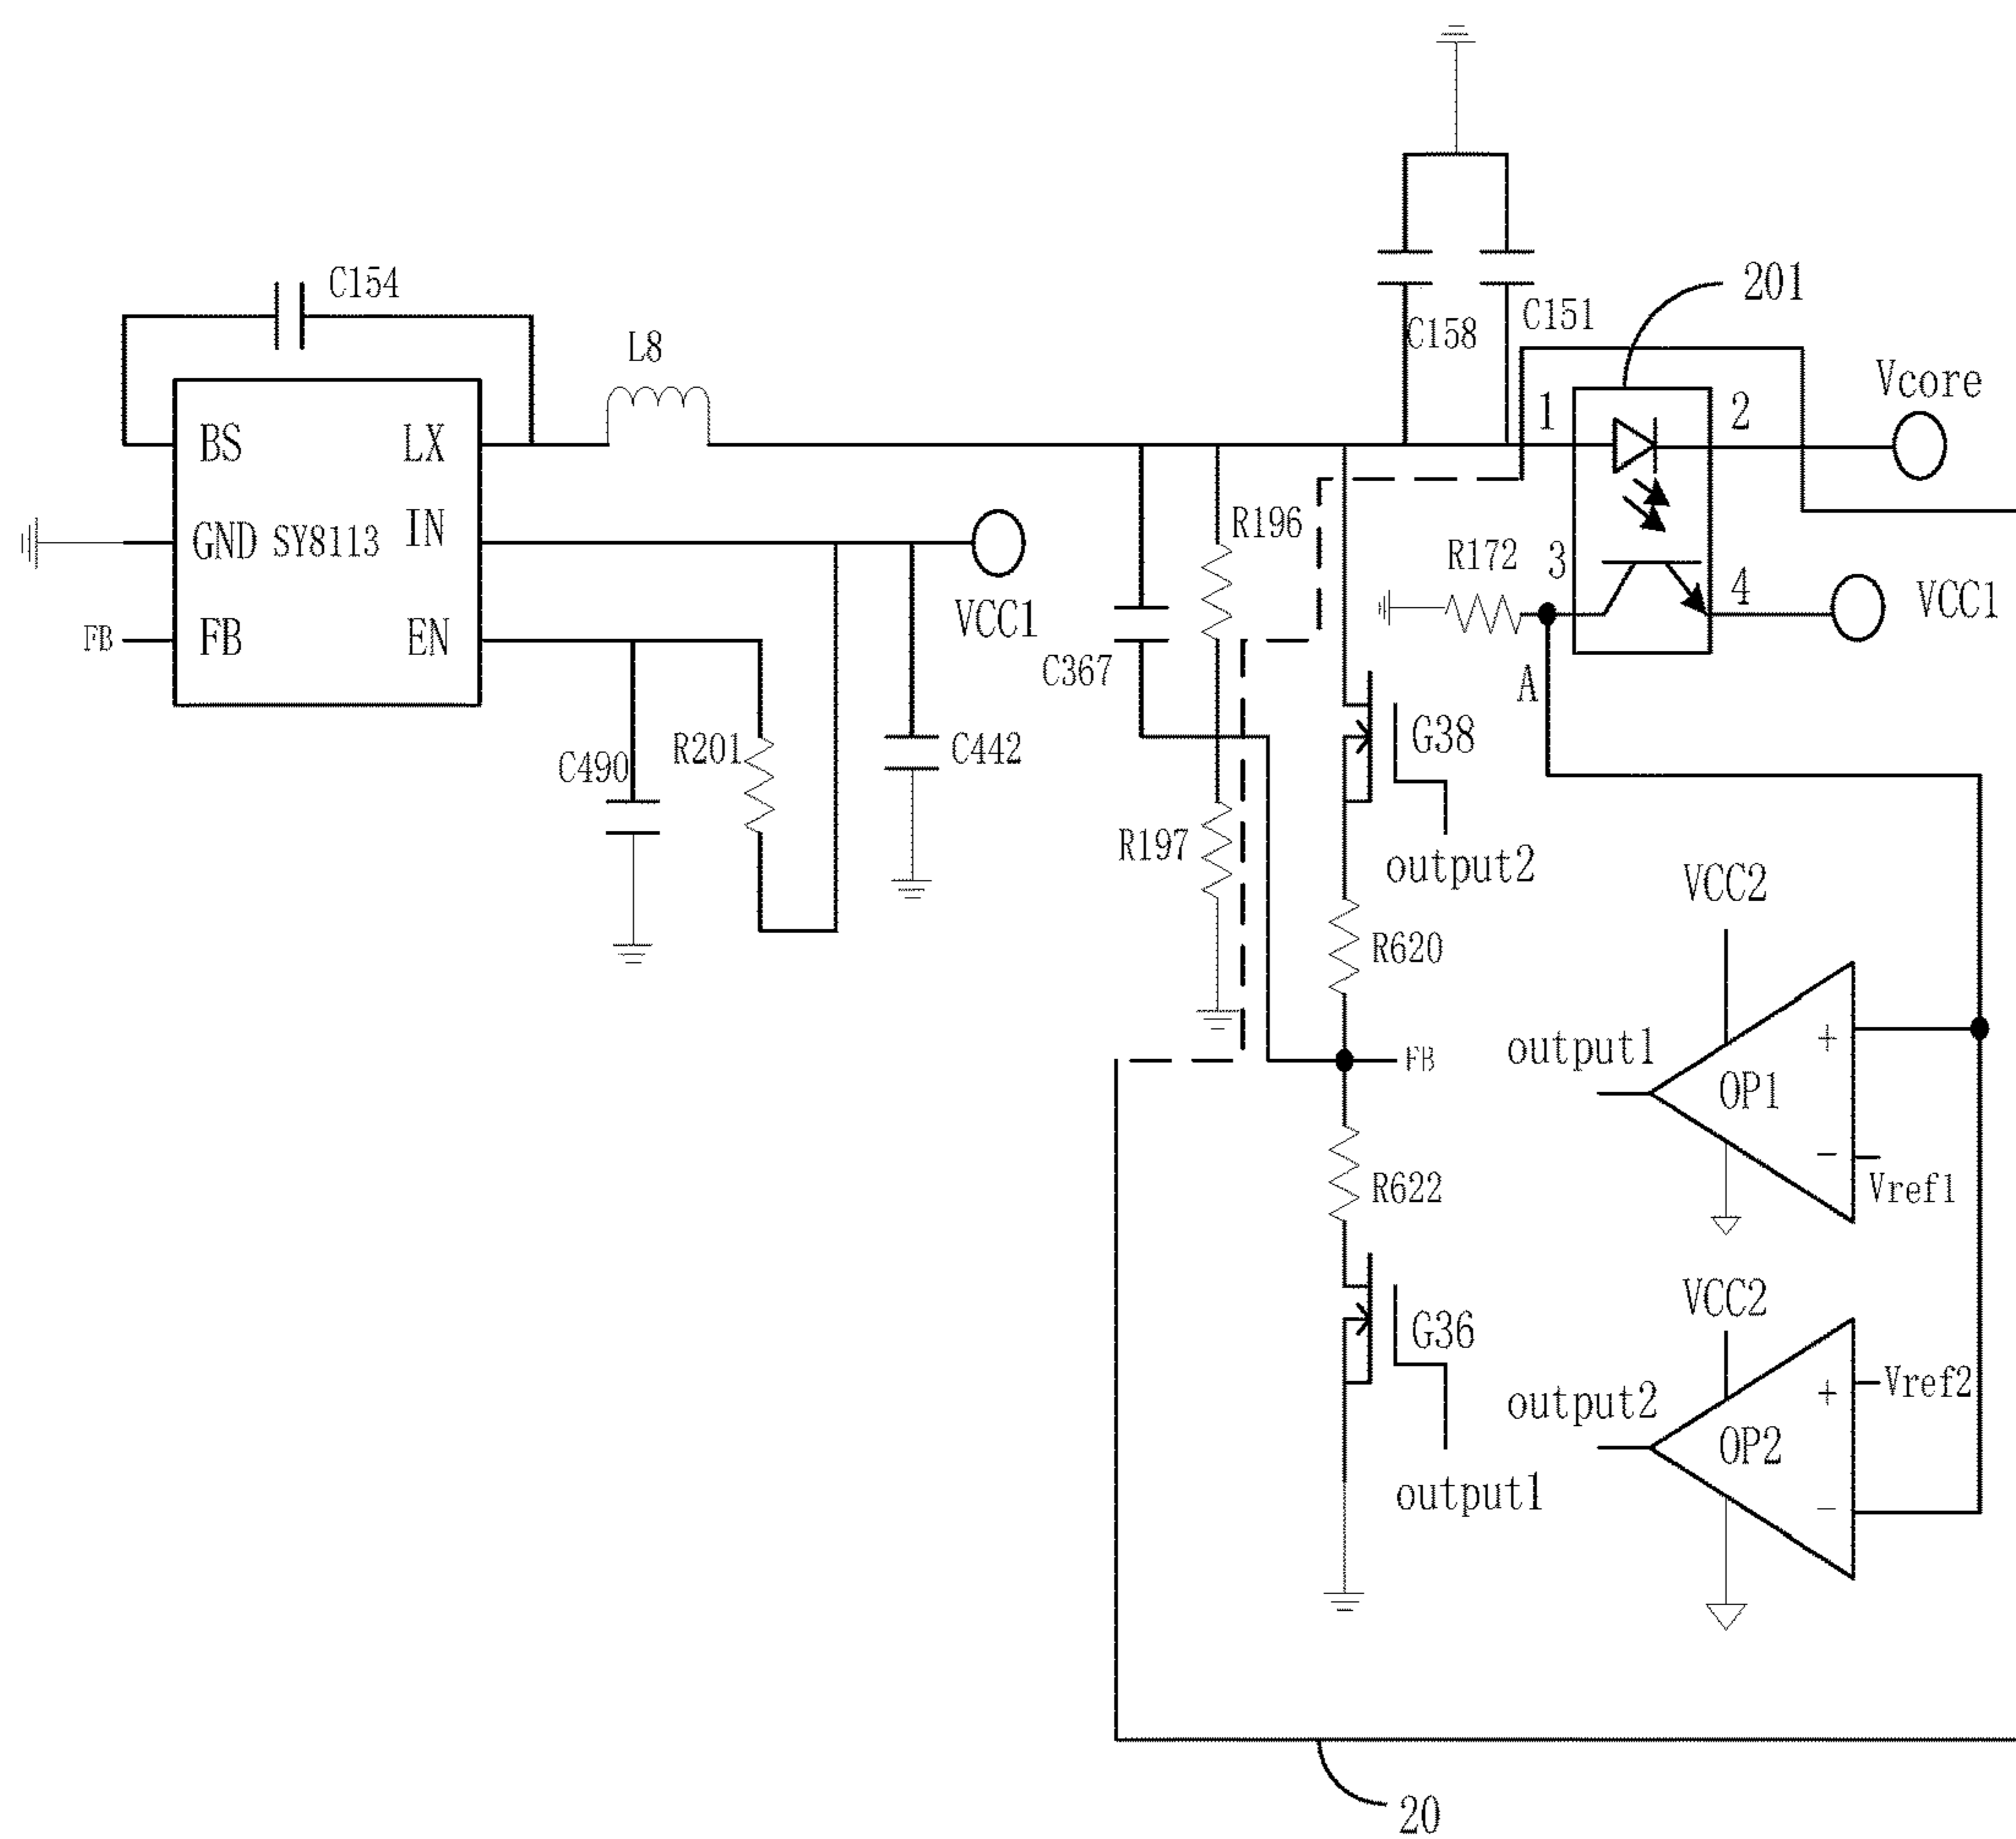 C154
L8
C158
C151
201
Vcore
1
2
BS
LX
GND
SY8113
IN
FB
FB
EN
VCC1
R196
R172
3
4
VCC1
A
C367
C490
R201
C442
G38
output2
R197
R620
FB
VCC2
output1
OP1
+
−
Vref1
R622
G36
output1
VCC2
output2
OP2
+
Vref2
−
20